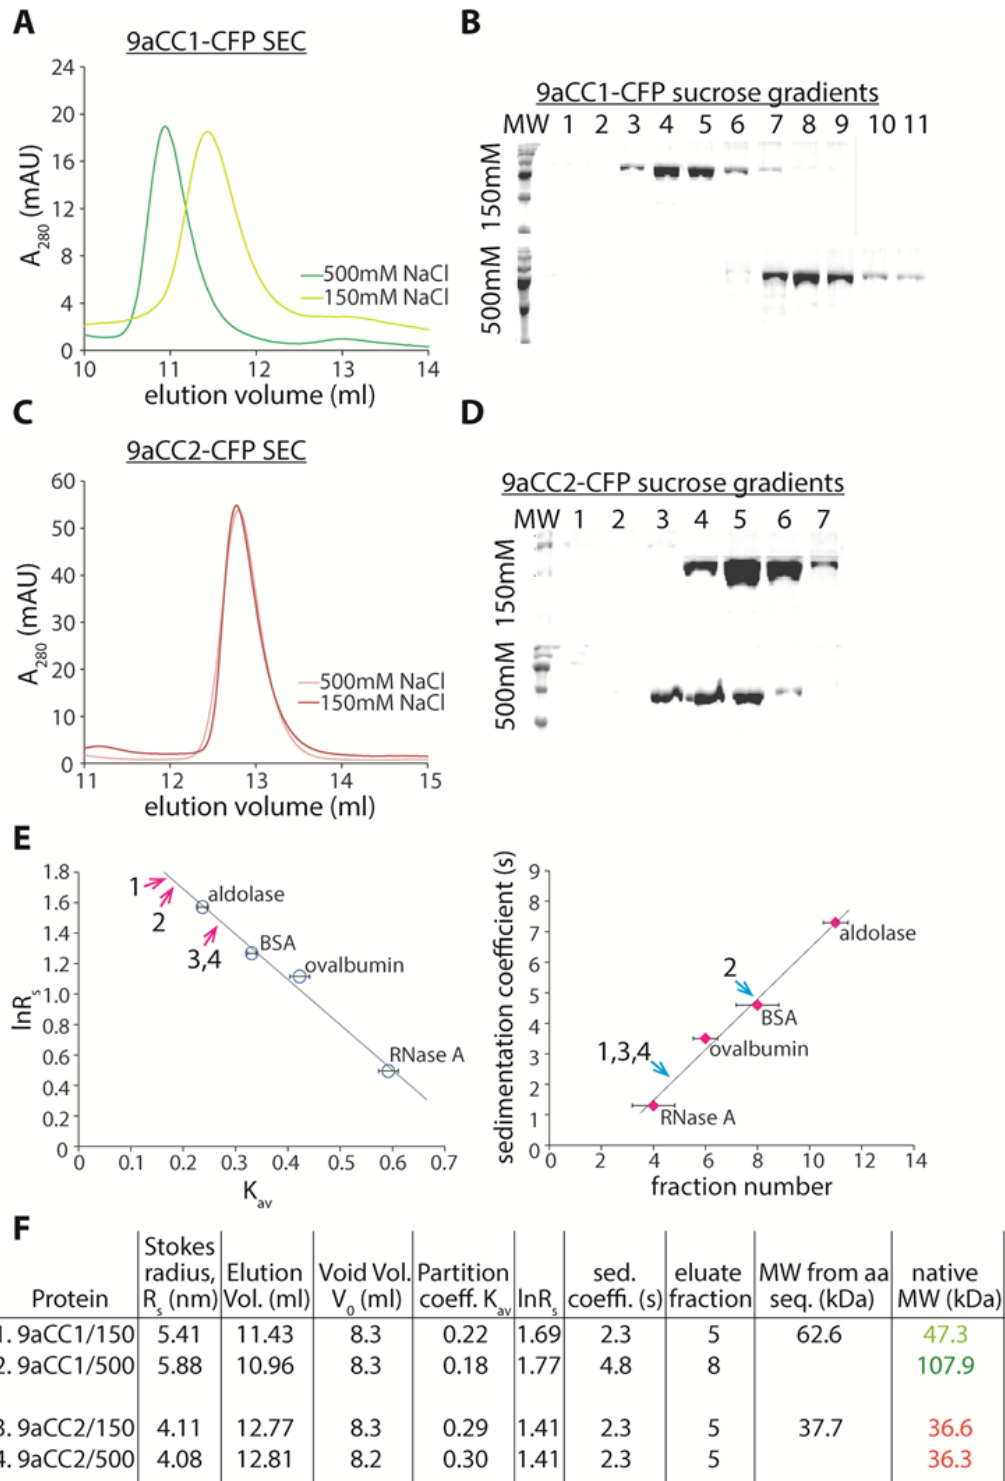 A
9aCC1-CFP SEC
24
20
16
12
8
4
0
A280 (mAU)
500mM NaCl
150mM NaCl
10 11 12 13 14
elution volume (ml)
B
9aCC1-CFP sucrose gradients
MW 1 2 3 4 5 6 7 8 9 10 11
150mM
500mM
C
9aCC2-CFP SEC
60
50
40
30
20
10
0
A280 (mAU)
500mM NaCl
150mM NaCl
11 12 13 14 15
elution volume (ml)
D
9aCC2-CFP sucrose gradients
MW 1 2 3 4 5 6 7
150mM
500mM
E
1.8
1.6
1.4
1.2
1.0
0.8
0.6
0.4
0.2
0
lnRs
1
2
3,4
aldolase
BSA
ovalbumin
RNase A
0 0.1 0.2 0.3 0.4 0.5 0.6 0.7
Kav
9
8
7
6
5
4
3
2
1
0
sedimentation coefficient (s)
2
1,3,4
aldolase
BSA
ovalbumin
RNase A
0 2 4 6 8 10 12 14
fraction number
F
Protein | Stokes radius, Rs (nm) | Elution Vol. (ml) | Void Vol. V0 (ml) | Partition coeff. Kav | lnRs | sed. coeffi. (s) | eluate fraction | MW from aa seq. (kDa) | native MW (kDa)
1. 9aCC1/150 5.41 11.43 8.3 0.22 1.69 2.3 5 62.6 47.3
2. 9aCC1/500 5.88 10.96 8.3 0.18 1.77 4.8 8 107.9
3. 9aCC2/150 4.11 12.77 8.3 0.29 1.41 2.3 5 37.7 36.6
4. 9aCC2/500 4.08 12.81 8.2 0.30 1.41 2.3 5 36.3